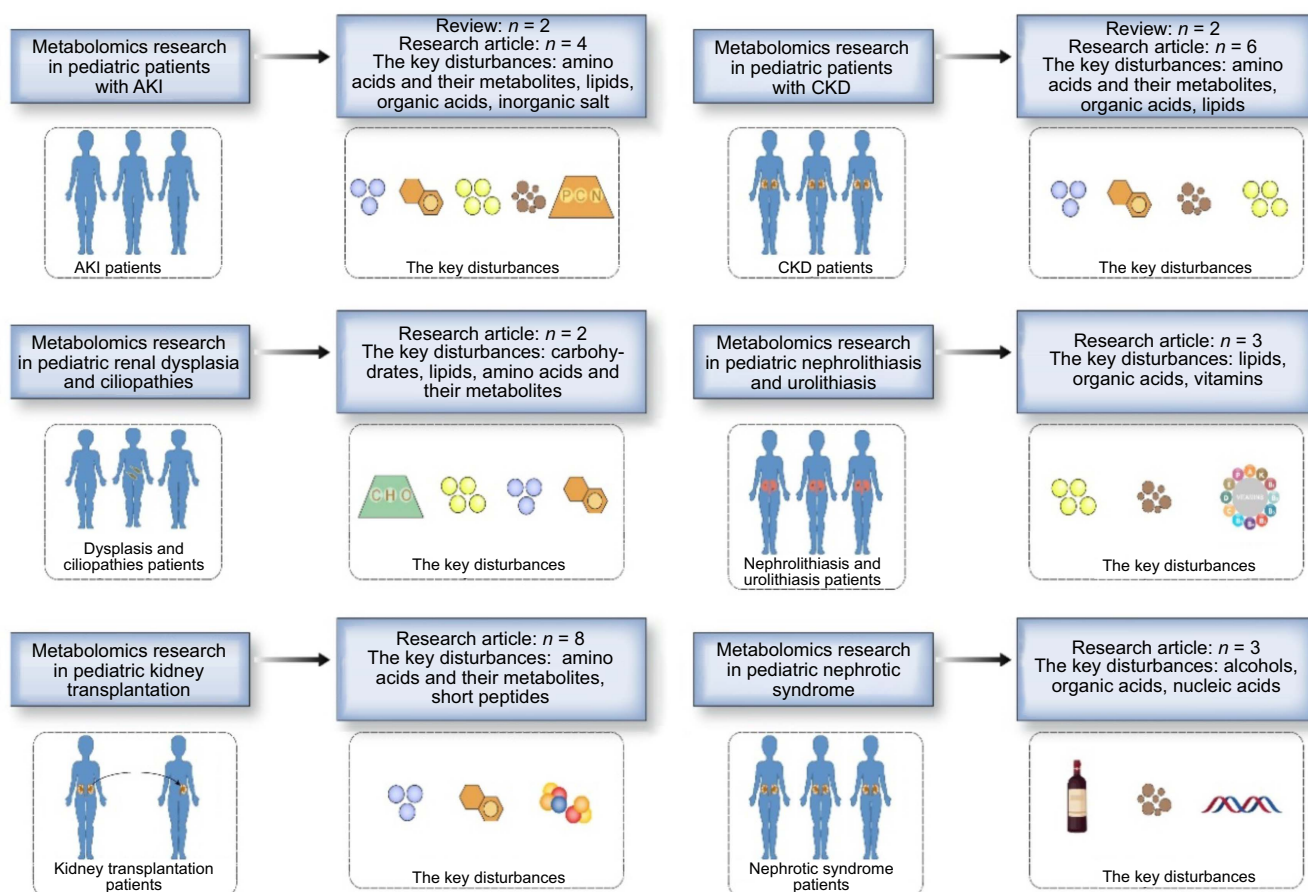 Metabolomics research
in pediatric patients
with AKI
Review: n = 2
Research article: n = 4
The key disturbances: amino
acids and their metabolites, lipids,
organic acids, inorganic salt
AKI patients
P C N
The key disturbances
Metabolomics research
in pediatric patients
with CKD
Review: n = 2
Research article: n = 6
The key disturbances: amino
acids and their metabolites,
organic acids, lipids
CKD patients
The key disturbances
Metabolomics research
in pediatric renal dysplasia
and ciliopathies
Research article: n = 2
The key disturbances: carbohy-
drates, lipids, amino acids and
their metabolites
Dysplasis and
ciliopathies patients
C H O
The key disturbances
Metabolomics research
in pediatric nephrolithiasis
and urolithiasis
Research article: n = 3
The key disturbances: lipids,
organic acids, vitamins
Nephrolithiasis and
urolithiasis patients
The key disturbances
Metabolomics research
in pediatric kidney
transplantation
Research article: n = 8
The key disturbances: amino
acids and their metabolites,
short peptides
Kidney transplantation
patients
The key disturbances
Metabolomics research
in pediatric nephrotic
syndrome
Research article: n = 3
The key disturbances: alcohols,
organic acids, nucleic acids
Nephrotic syndrome
patients
The key disturbances